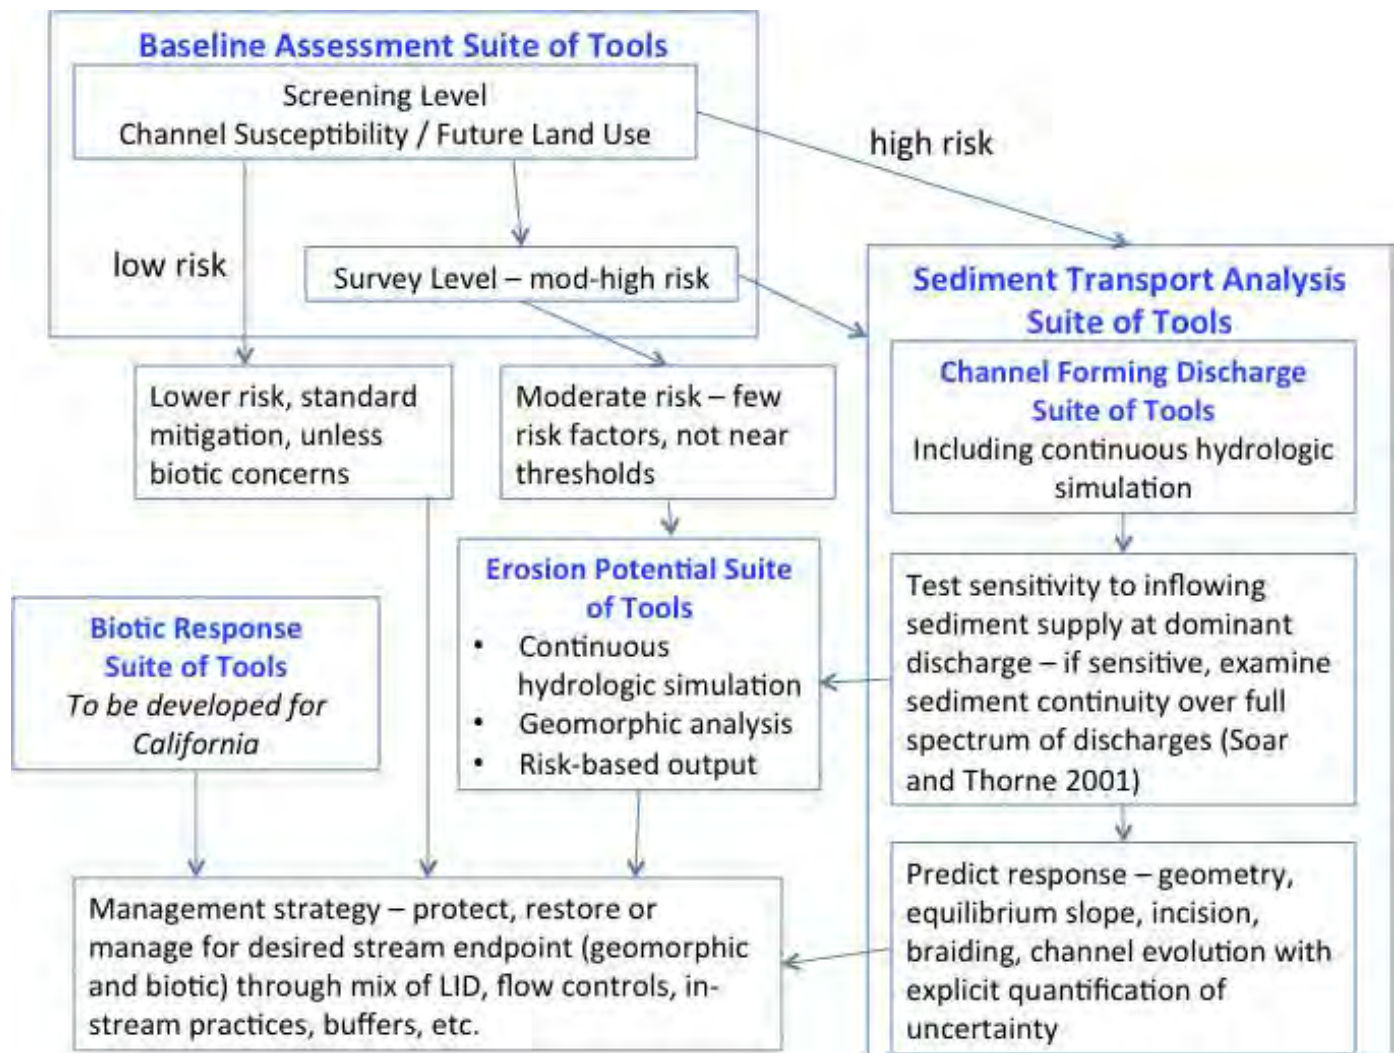 Baseline Assessment Suite of Tools
Screening Level
Channel Susceptibility / Future Land Use
high risk
low risk
Survey Level – mod-high risk
Sediment Transport Analysis
Suite of Tools
Channel Forming Discharge
Suite of Tools
Including continuous hydrologic
simulation
Lower risk, standard
mitigation, unless
biotic concerns
Moderate risk – few
risk factors, not near
thresholds
Erosion Potential Suite
of Tools
• Continuous
hydrologic simulation
• Geomorphic analysis
• Risk-based output
Test sensitivity to inflowing
sediment supply at dominant
discharge – if sensitive, examine
sediment continuity over full
spectrum of discharges (Soar
and Thorne 2001)
Biotic Response
Suite of Tools
To be developed for
California
Management strategy – protect, restore or
manage for desired stream endpoint (geomorphic
and biotic) through mix of LID, flow controls, in-
stream practices, buffers, etc.
Predict response – geometry,
equilibrium slope, incision,
braiding, channel evolution with
explicit quantification of
uncertainty